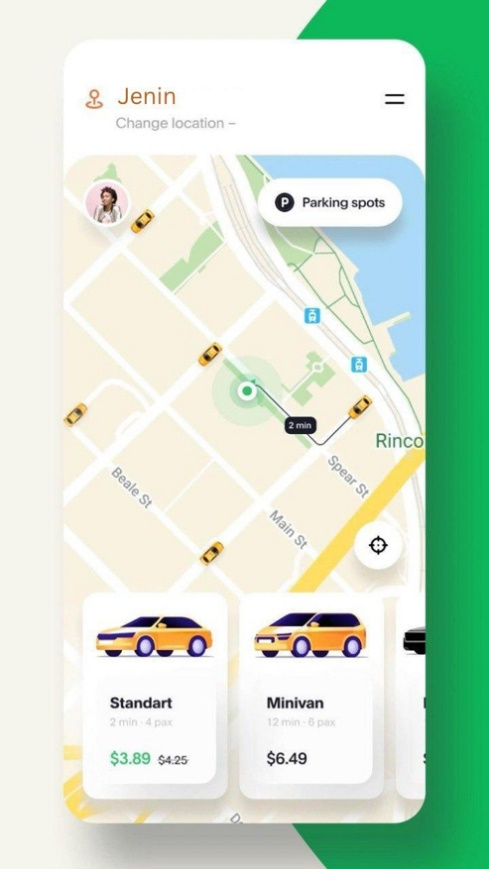 Jenin
Change location –
P Parking spots
2 min
Rinco
Beale St
Spear St
Main St
Standart
2 min · 4 pax
$3.89 $4.25
Minivan
12 min · 6 pax
$6.49